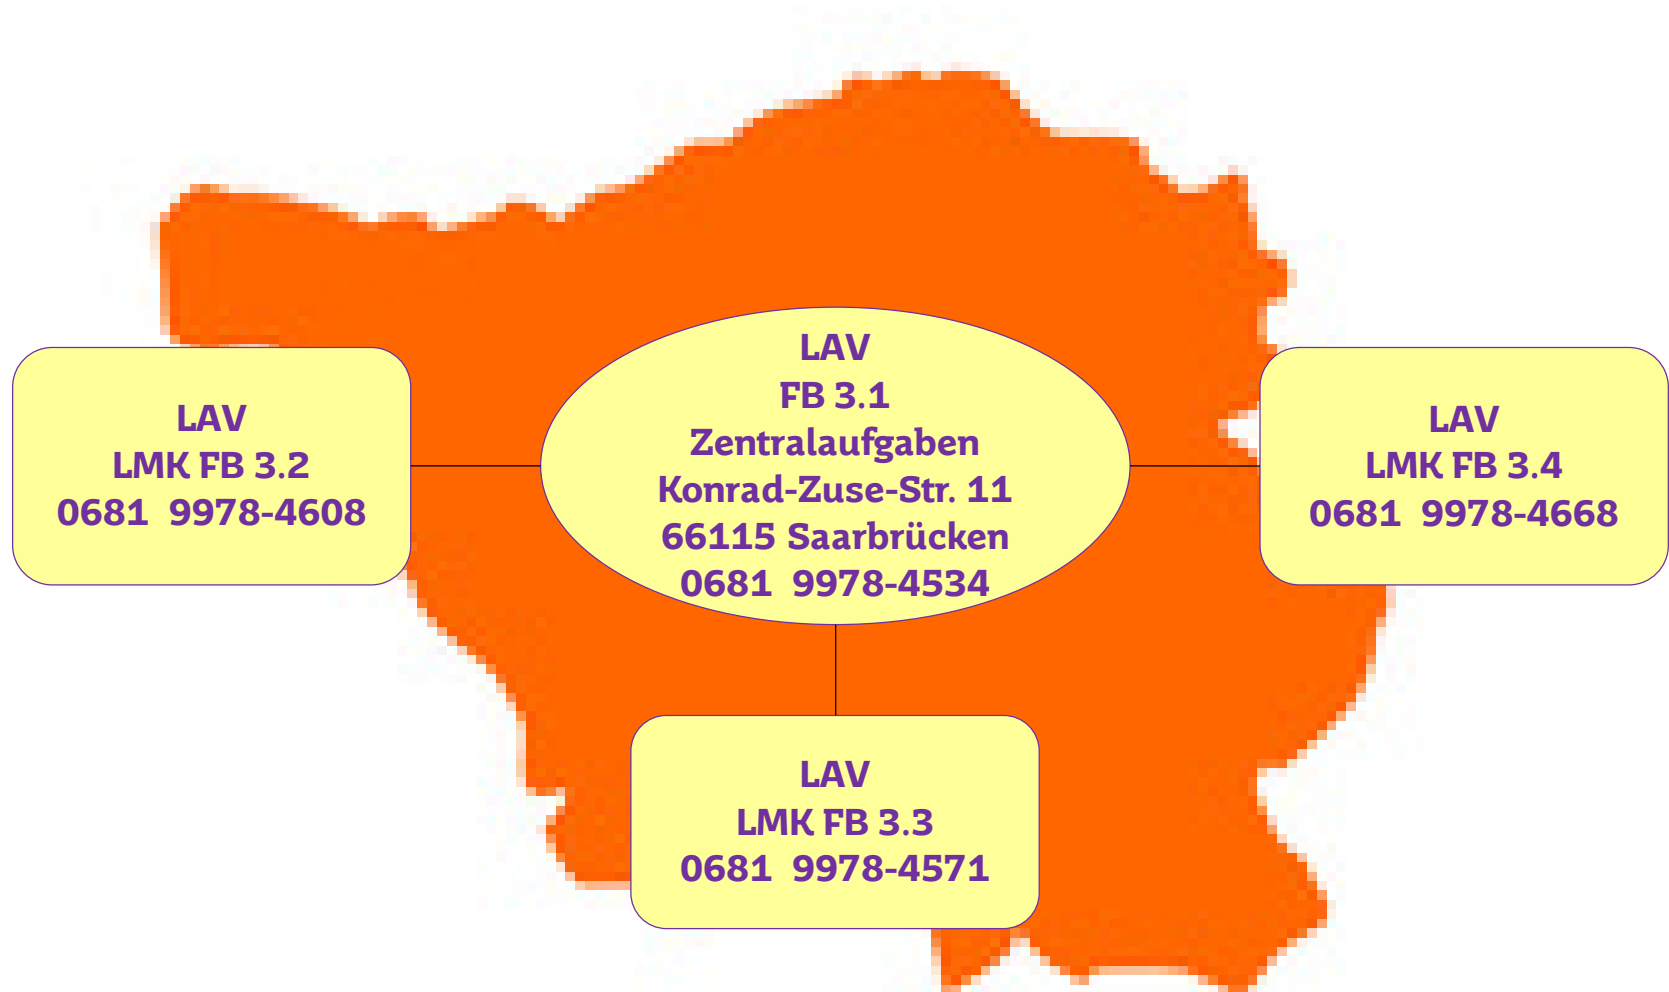 LAV
FB 3.1
Zentralaufgaben
Konrad-Zuse-Str. 11
66115 Saarbrücken
0681 9978-4534
LAV
LMK FB 3.2
0681 9978-4608
LAV
LMK FB 3.4
0681 9978-4668
LAV
LMK FB 3.3
0681 9978-4571